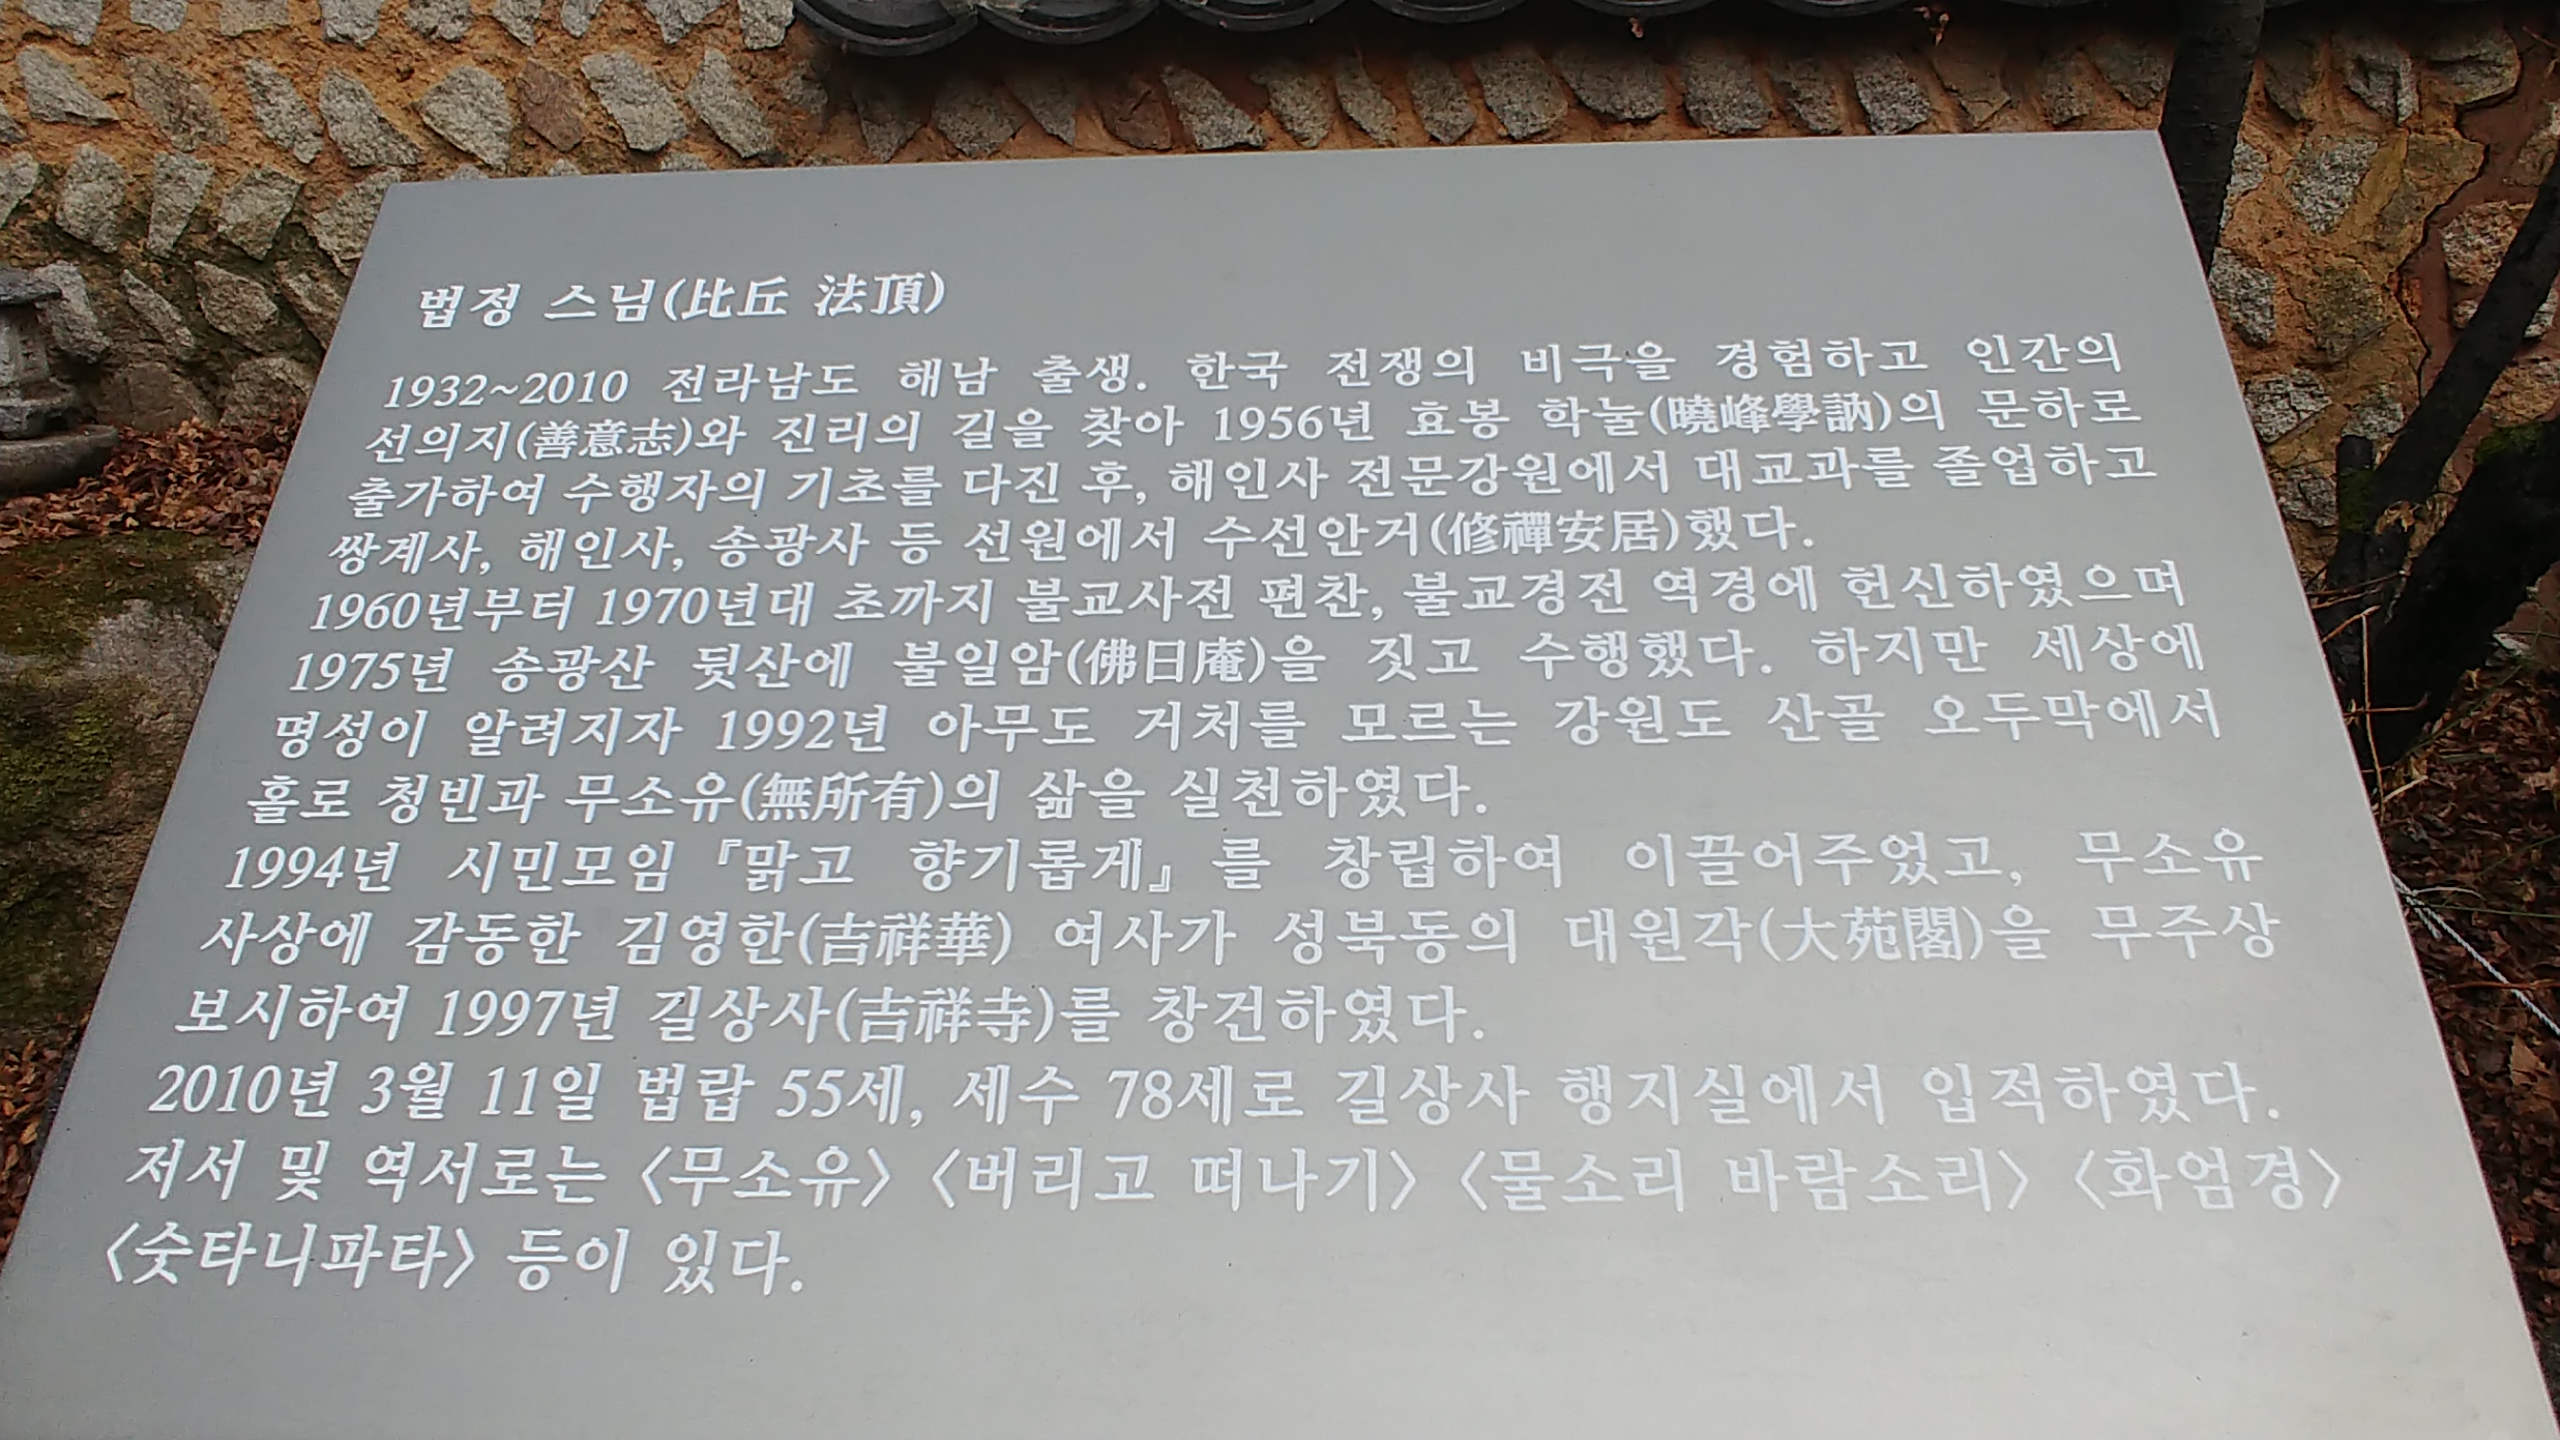 법정 스님(比丘 法頂)
1932~2010 전라남도 해남 출생. 한국 전쟁의 비극을 경험하고 인간의
선의지(善意志)와 진리의 길을 찾아 1956년 효봉 학눌(曉峰學訥)의 문하로
출가하여 수행자의 기초를 다진 후, 해인사 전문강원에서 대교과를 졸업하고
쌍계사, 해인사, 송광사 등 선원에서 수선안거(修禪安居)했다.
1960년부터 1970년대 초까지 불교사전 편찬, 불교경전 역경에 헌신하였으며
1975년 송광산 뒷산에 불일암(佛日庵)을 짓고 수행했다. 하지만 세상에
명성이 알려지자 1992년 아무도 거처를 모르는 강원도 산골 오두막에서
홀로 청빈과 무소유(無所有)의 삶을 실천하였다.
1994년 시민모임 『맑고 향기롭게』를 창립하여 이끌어주었고, 무소유
사상에 감동한 김영한(吉祥華) 여사가 성북동의 대원각(大苑閣)을 무주상
보시하여 1997년 길상사(吉祥寺)를 창건하였다.
2010년 3월 11일 법랍 55세, 세수 78세로 길상사 행지실에서 입적하였다.
저서 및 역서로는 〈무소유〉 〈버리고 떠나기〉 〈물소리 바람소리〉 〈화엄경〉
〈숫타니파타〉 등이 있다.